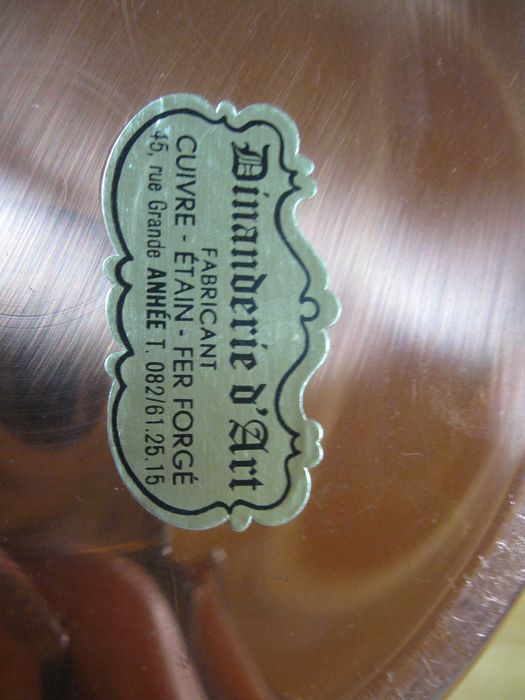 Dinanderie d'Art
FABRICANT
CUIVRE - ÉTAIN - FER FORGÉ
45, rue Grande ANHÉE T. 082/61.25.15